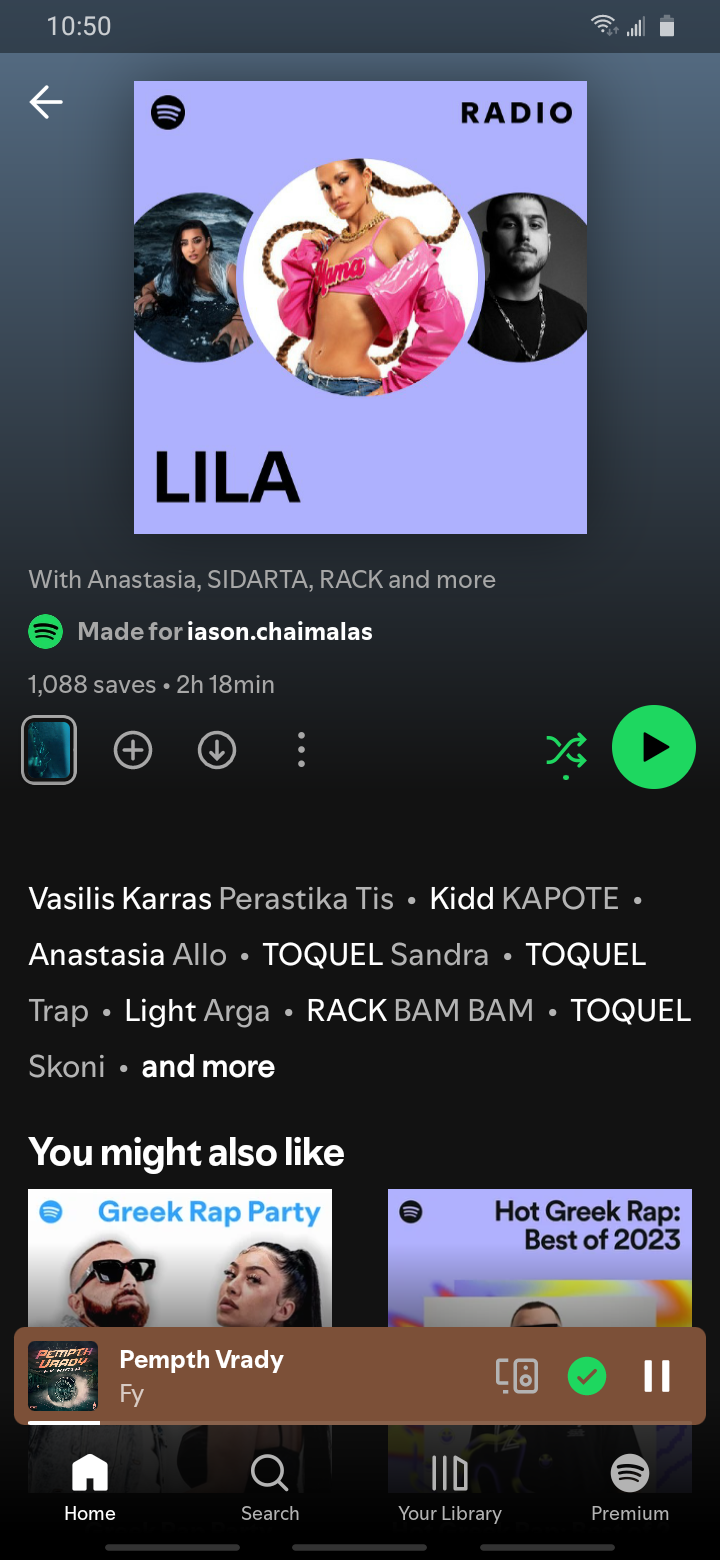 10:50
RADIO
Mama
LILA
With Anastasia, SIDARTA, RACK and more
Made for iason.chaimalas
1,088 saves • 2h 18min
Vasilis Karras Perastika Tis • Kidd KAPOTE •
Anastasia Allo • TOQUEL Sandra • TOQUEL
Trap • Light Arga • RACK BAM BAM • TOQUEL
Skoni • and more
You might also like
Greek Rap Party
Hot Greek Rap:
Best of 2023
PEMPTH
VRADY
Pempth Vrady
Fy
Home
Search
Your Library
Premium